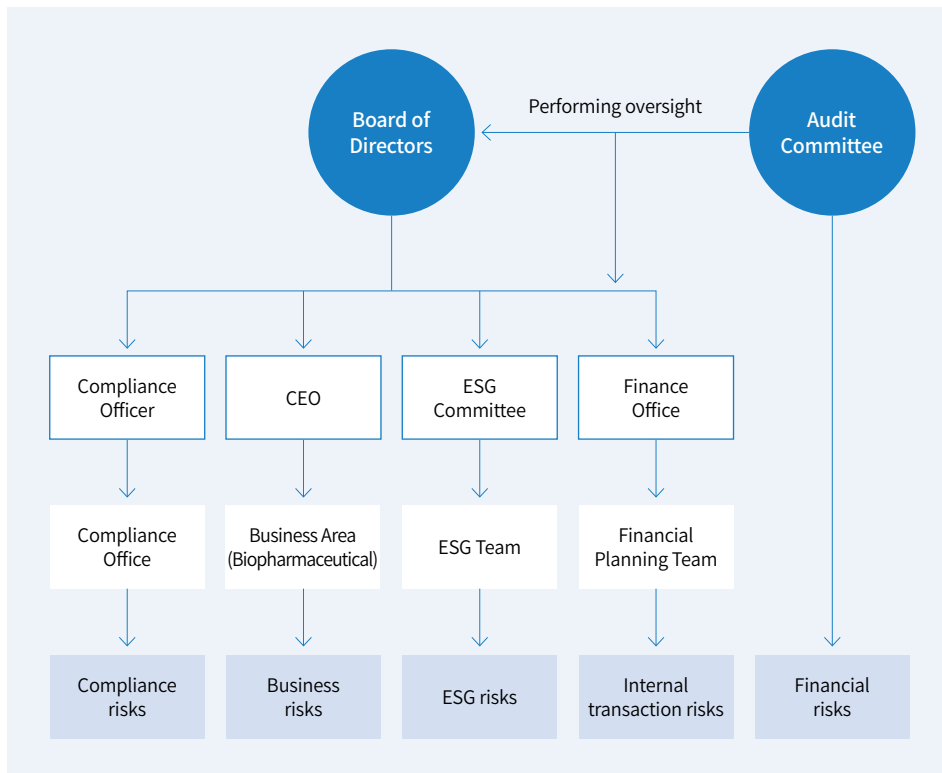 Performing oversight
Board of
Directors
Audit
Committee
Compliance
Officer
CEO
ESG
Committee
Finance
Office
Compliance
Office
Business Area
(Biopharmaceutical)
ESG Team
Financial
Planning Team
Compliance
risks
Business
risks
ESG risks
Internal
transaction risks
Financial
risks